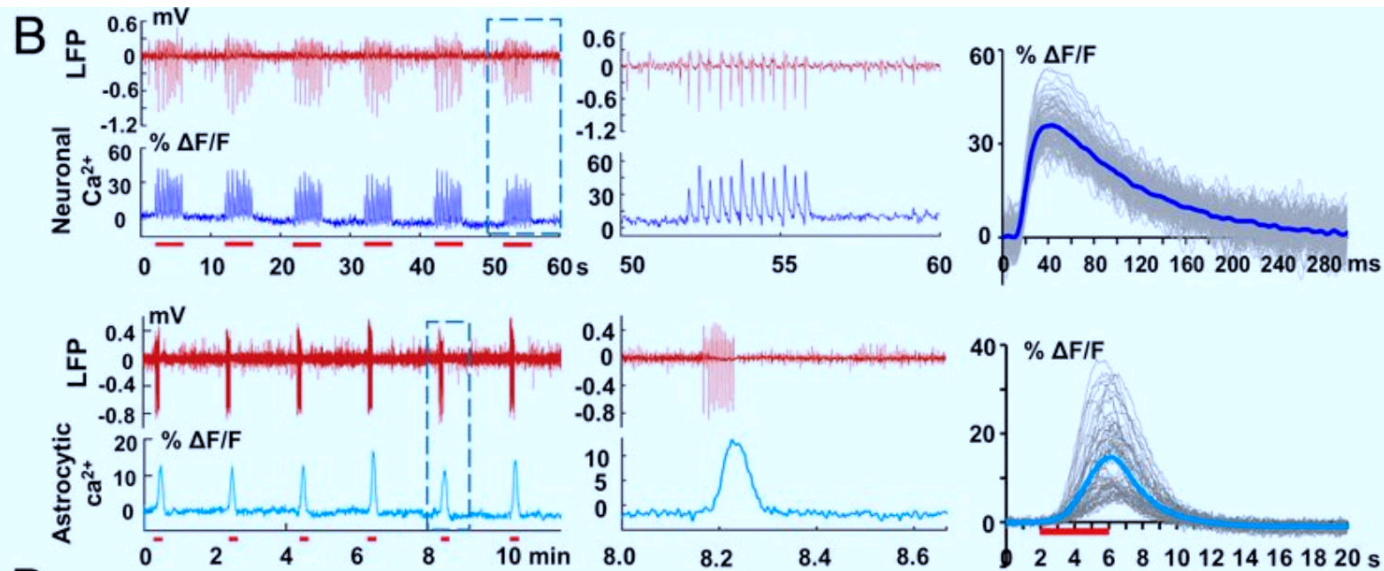 B
mV
LFP
0.6
0
-0.6
-1.2
Neuronal
Ca2+
% ΔF/F
60
30
0
0 10 20 30 40 50 60 s
0.6
0
-0.6
-1.2
60
30
0
50 55 60
% ΔF/F
60
30
0
0 40 80 120 160 200 240 280 ms
mV
LFP
0.4
0
-0.4
-0.8
Astrocytic
ca2+
% ΔF/F
20
10
0
0 2 4 6 8 10 min
0.4
0
-0.4
-0.8
10
5
0
8.0 8.2 8.4 8.6
% ΔF/F
40
20
0
0 2 4 6 8 10 12 14 16 18 20 s